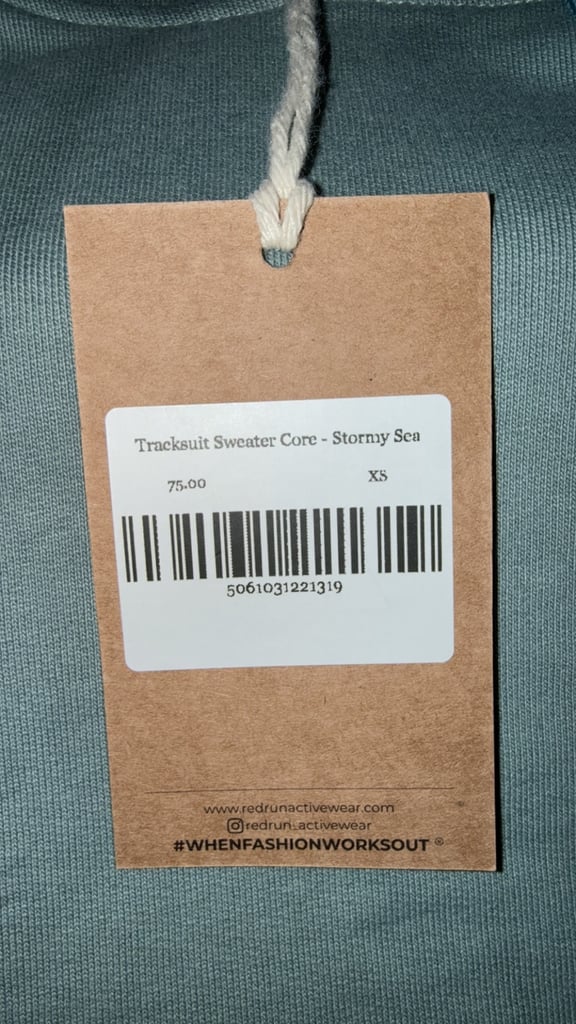 Tracksuit Sweater Core - Stormy Sea
75.00 XS
5061031221319
www.redrunactivewear.com
redrun_activewear
#WHENFASHIONWORKSOUT ®